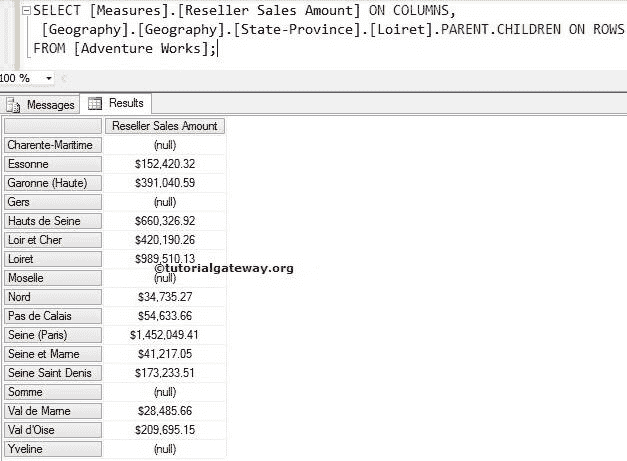 SELECT [Measures].[Reseller Sales Amount] ON COLUMNS,
[Geography].[Geography].[State-Province].[Loiret].PARENT.CHILDREN ON ROWS
FROM [Adventure Works];
100 %
Messages Results
Reseller Sales Amount
Charente-Maritime (null)
Essonne $152,420.32
Garonne (Haute) $391,040.59
Gers (null)
Hauts de Seine $660,326.92
Loir et Cher $420,190.26
Loiret $989,510.13
©tutorialgateway.org
Moselle (null)
Nord $34,735.27
Pas de Calais $54,633.66
Seine (Paris) $1,452,049.41
Seine et Marne $41,217.05
Seine Saint Denis $173,233.51
Somme (null)
Val de Marne $28,485.66
Val d'Oise $209,695.15
Yveline (null)